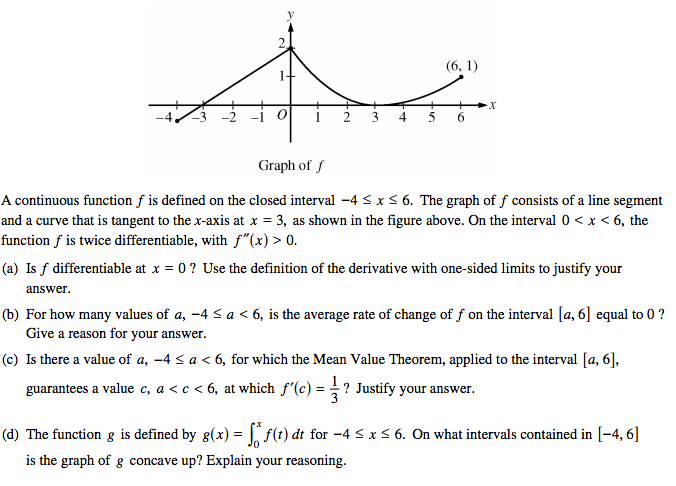 y
2
(6, 1)
1
–4 –3 –2 –1 O 1 2 3 4 5 6 x
Graph of f
A continuous function f is defined on the closed interval −4 ≤ x ≤ 6. The graph of f consists of a line segment
and a curve that is tangent to the x-axis at x = 3, as shown in the figure above. On the interval 0 < x < 6, the
function f is twice differentiable, with f″(x) > 0.
(a) Is f differentiable at x = 0 ? Use the definition of the derivative with one-sided limits to justify your
answer.
(b) For how many values of a, −4 ≤ a < 6, is the average rate of change of f on the interval [a, 6] equal to 0 ?
Give a reason for your answer.
(c) Is there a value of a, −4 ≤ a < 6, for which the Mean Value Theorem, applied to the interval [a, 6],
guarantees a value c, a < c < 6, at which f′(c) = 1/3 ? Justify your answer.
(d) The function g is defined by g(x) = ∫₀ˣ f(t) dt for −4 ≤ x ≤ 6. On what intervals contained in [−4, 6]
is the graph of g concave up? Explain your reasoning.